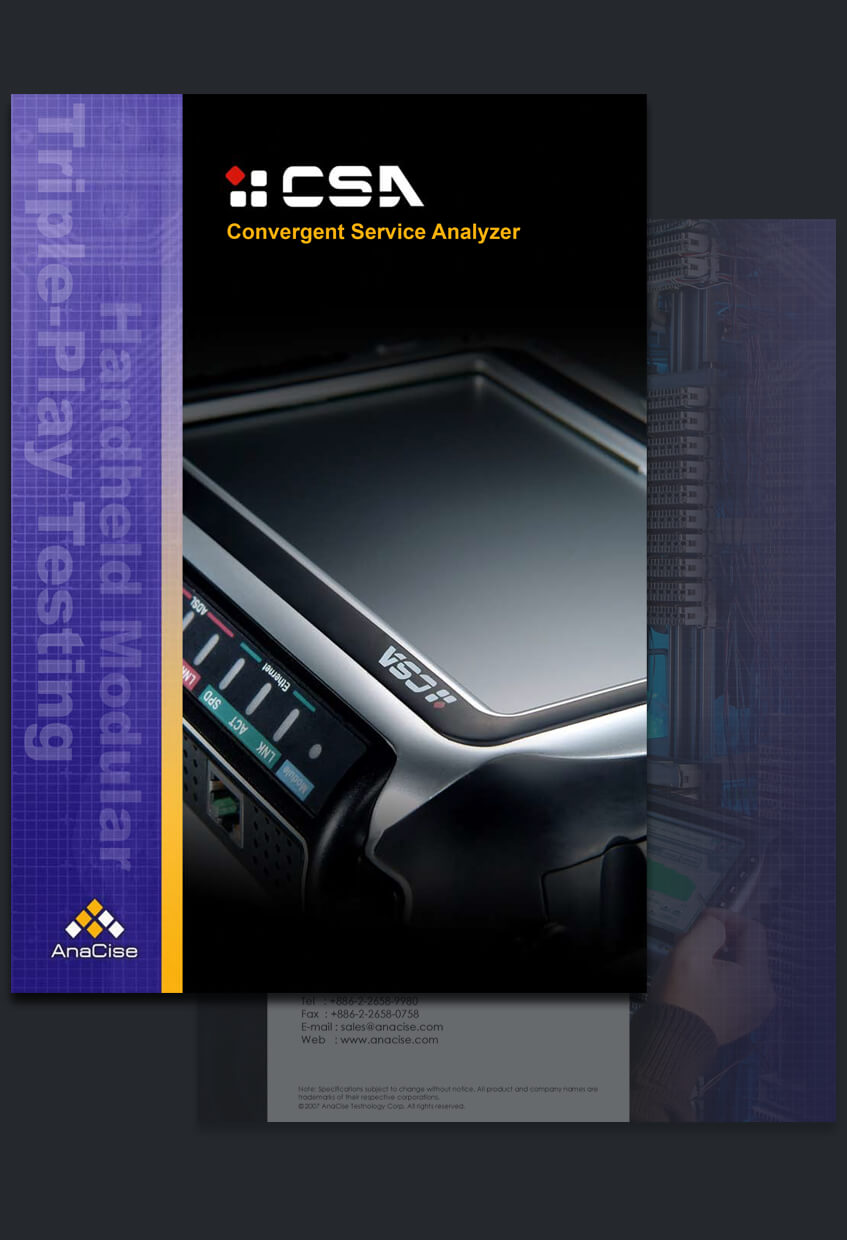 CSA
Convergent Service Analyzer
Handheld Modular
Triple-Play Testing
ADSL
Ethernet
LNK
SPD
ACT
LNK
Module
CSA
AnaCise
Tel : +886-2-2658-9980
Fax : +886-2-2658-0758
E-mail : sales@anacise.com
Web : www.anacise.com
Note: Specifications subject to change without notice. All product and company names are
trademarks of their respective corporations.
©2007 AnaCise Testnology Corp. All rights reserved.